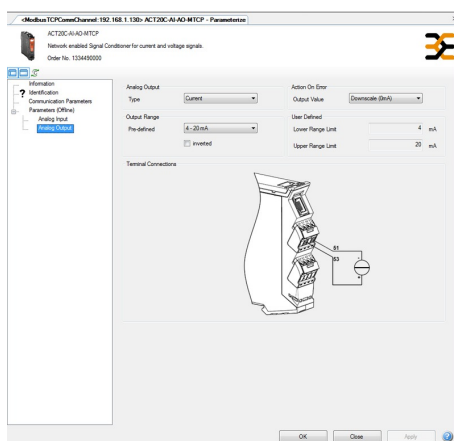 <ModbusTCPCommChannel:192.168.1.130> ACT20C-AI-AO-MTCP - Parameterize
ACT20C-AI-AO-MTCP
Network enabled Signal Conditioner for current and voltage signals.
Order No. 1334490000
Information
? Identification
Communication Parameters
Parameters (Offline)
Analog Input
Analog Output
Analog Output
Type Current
Action On Error
Output Value Downscale (0mA)
Output Range
Pre-defined 4 - 20 mA
inverted
User Defined
Lower Range Limit 4 mA
Upper Range Limit 20 mA
Terminal Connections
51
53
-
+
OK Close Apply ?